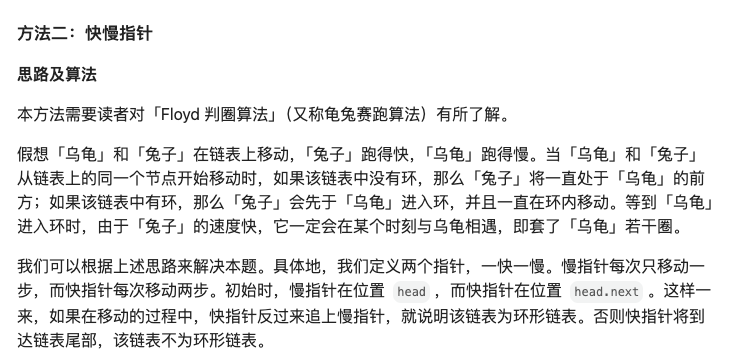 方法二：快慢指针
思路及算法
本方法需要读者对「Floyd 判圈算法」（又称龟兔赛跑算法）有所了解。
假想「乌龟」和「兔子」在链表上移动，「兔子」跑得快，「乌龟」跑得慢。当「乌龟」和「兔子」
从链表上的同一个节点开始移动时，如果该链表中没有环，那么「兔子」将一直处于「乌龟」的前
方；如果该链表中有环，那么「兔子」会先于「乌龟」进入环，并且一直在环内移动。等到「乌龟」
进入环时，由于「兔子」的速度快，它一定会在某个时刻与乌龟相遇，即套了「乌龟」若干圈。
我们可以根据上述思路来解决本题。具体地，我们定义两个指针，一快一慢。慢指针每次只移动一
步，而快指针每次移动两步。初始时，慢指针在位置 head ，而快指针在位置 head.next 。这样一
来，如果在移动的过程中，快指针反过来追上慢指针，就说明该链表为环形链表。否则快指针将到
达链表尾部，该链表不为环形链表。